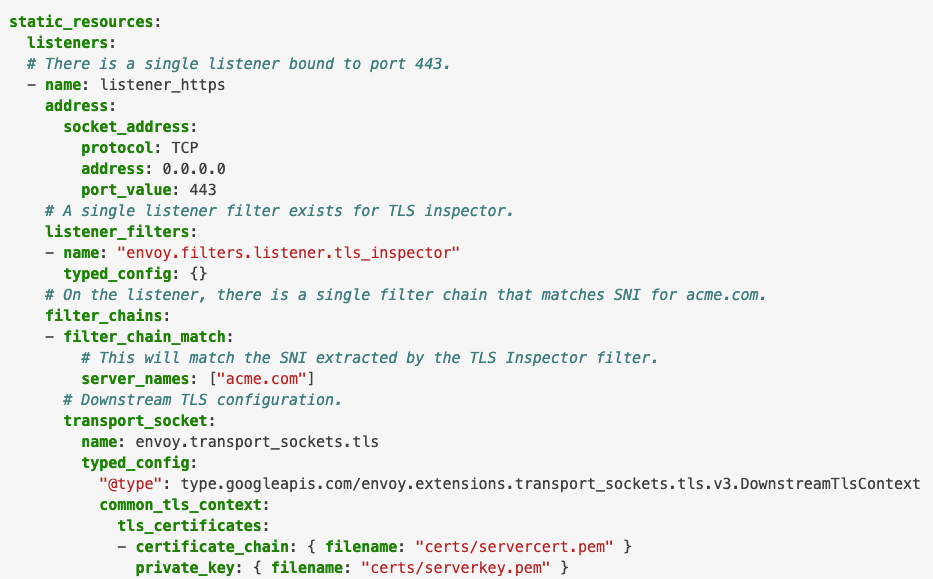 static_resources:
  listeners:
  # There is a single listener bound to port 443.
  - name: listener_https
    address:
      socket_address:
        protocol: TCP
        address: 0.0.0.0
        port_value: 443
    # A single listener filter exists for TLS inspector.
    listener_filters:
    - name: "envoy.filters.listener.tls_inspector"
      typed_config: {}
    # On the listener, there is a single filter chain that matches SNI for acme.com.
    filter_chains:
    - filter_chain_match:
        # This will match the SNI extracted by the TLS Inspector filter.
        server_names: ["acme.com"]
      # Downstream TLS configuration.
      transport_socket:
        name: envoy.transport_sockets.tls
        typed_config:
          "@type": type.googleapis.com/envoy.extensions.transport_sockets.tls.v3.DownstreamTlsContext
          common_tls_context:
            tls_certificates:
            - certificate_chain: { filename: "certs/servercert.pem" }
              private_key: { filename: "certs/serverkey.pem" }